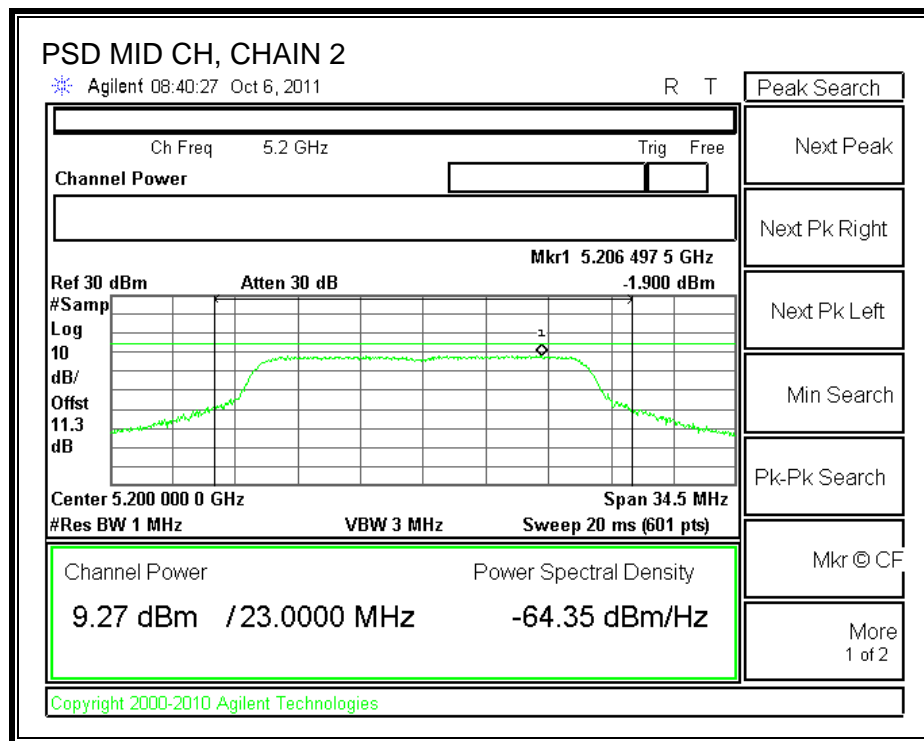 PSD MID CH, CHAIN 2
Agilent 08:40:27 Oct 6, 2011 R T
Peak Search
Ch Freq 5.2 GHz Trig Free
Next Peak
Channel Power
Next Pk Right
Mkr1 5.206 497 5 GHz
Ref 30 dBm Atten 30 dB -1.900 dBm
#Samp
Log
10
dB/
Offst
11.3
dB
1
Next Pk Left
Min Search
Pk-Pk Search
Center 5.200 000 0 GHz Span 34.5 MHz
#Res BW 1 MHz VBW 3 MHz Sweep 20 ms (601 pts)
Mkr © CF
Channel Power Power Spectral Density
9.27 dBm / 23.0000 MHz -64.35 dBm/Hz
More
1 of 2
Copyright 2000-2010 Agilent Technologies